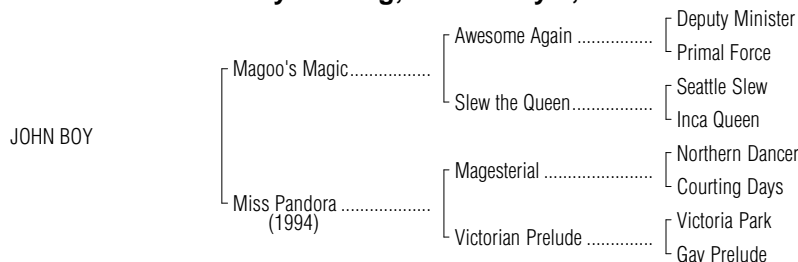 Deputy Minister
Awesome Again ................
Primal Force
Magoo's Magic.................
Seattle Slew
Slew the Queen.................
Inca Queen
JOHN BOY
Northern Dancer
Magesterial ......................
Courting Days
Miss Pandora ...................
(1994)
Victoria Park
Victorian Prelude .............
Gay Prelude